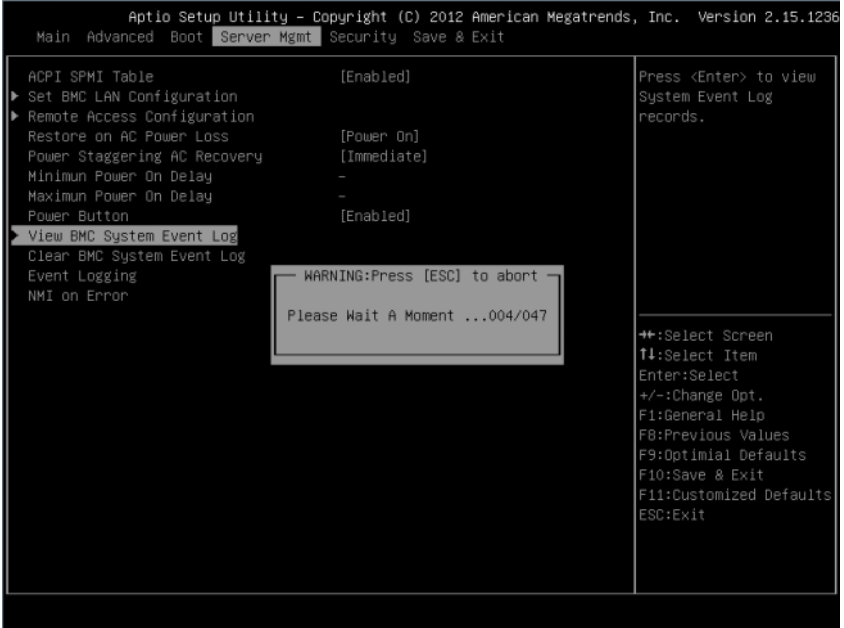 Aptio Setup Utility – Copyright (C) 2012 American Megatrends, Inc. Version 2.15.1236
Main Advanced Boot Server Mgmt Security Save & Exit
ACPI SPMI Table [Enabled]
Set BMC LAN Configuration
Remote Access Configuration
Restore on AC Power Loss [Power On]
Power Staggering AC Recovery [Immediate]
Minimun Power On Delay –
Maximun Power On Delay –
Power Button [Enabled]
View BMC System Event Log
Clear BMC System Event Log
Event Logging
NMI on Error
WARNING:Press [ESC] to abort
Please Wait A Moment ...004/047
Press <Enter> to view
System Event Log
records.
→←:Select Screen
↑↓:Select Item
Enter:Select
+/-:Change Opt.
F1:General Help
F8:Previous Values
F9:Optimial Defaults
F10:Save & Exit
F11:Customized Defaults
ESC:Exit